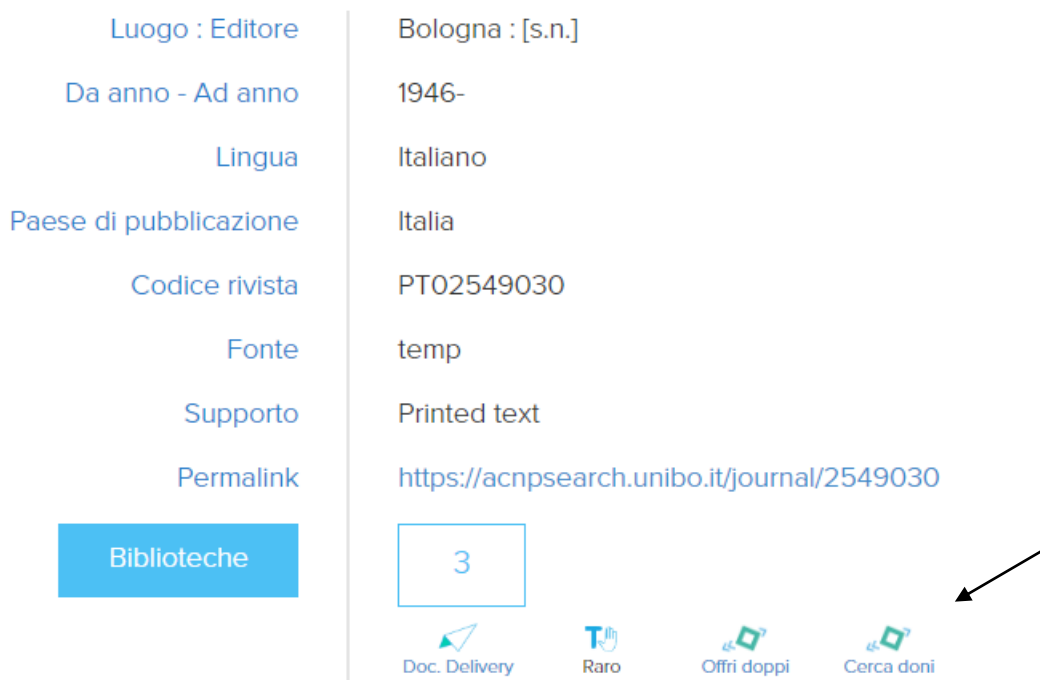 Luogo : Editore Bologna : [s.n.]
Da anno - Ad anno 1946-
Lingua Italiano
Paese di pubblicazione Italia
Codice rivista PT02549030
Fonte temp
Supporto Printed text
Permalink https://acnpsearch.unibo.it/journal/2549030
Biblioteche 3
Doc. Delivery T Raro Offri doppi Cerca doni